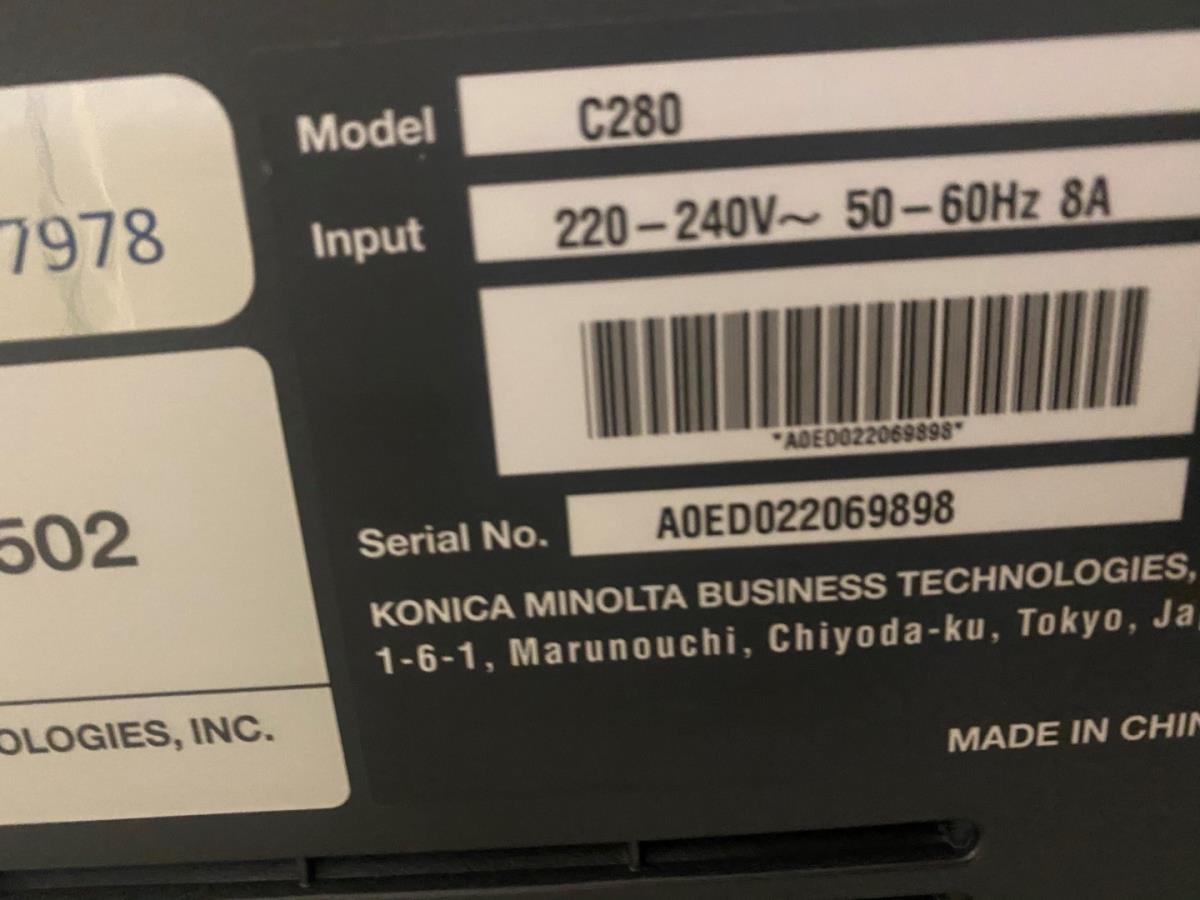 Model C280
7978
Input 220–240V~ 50–60Hz 8A
*A0ED022069898*
502
Serial No. A0ED022069898
KONICA MINOLTA BUSINESS TECHNOLOGIES,
1-6-1, Marunouchi, Chiyoda-ku, Tokyo, Ja
OLOGIES, INC.
MADE IN CHIN